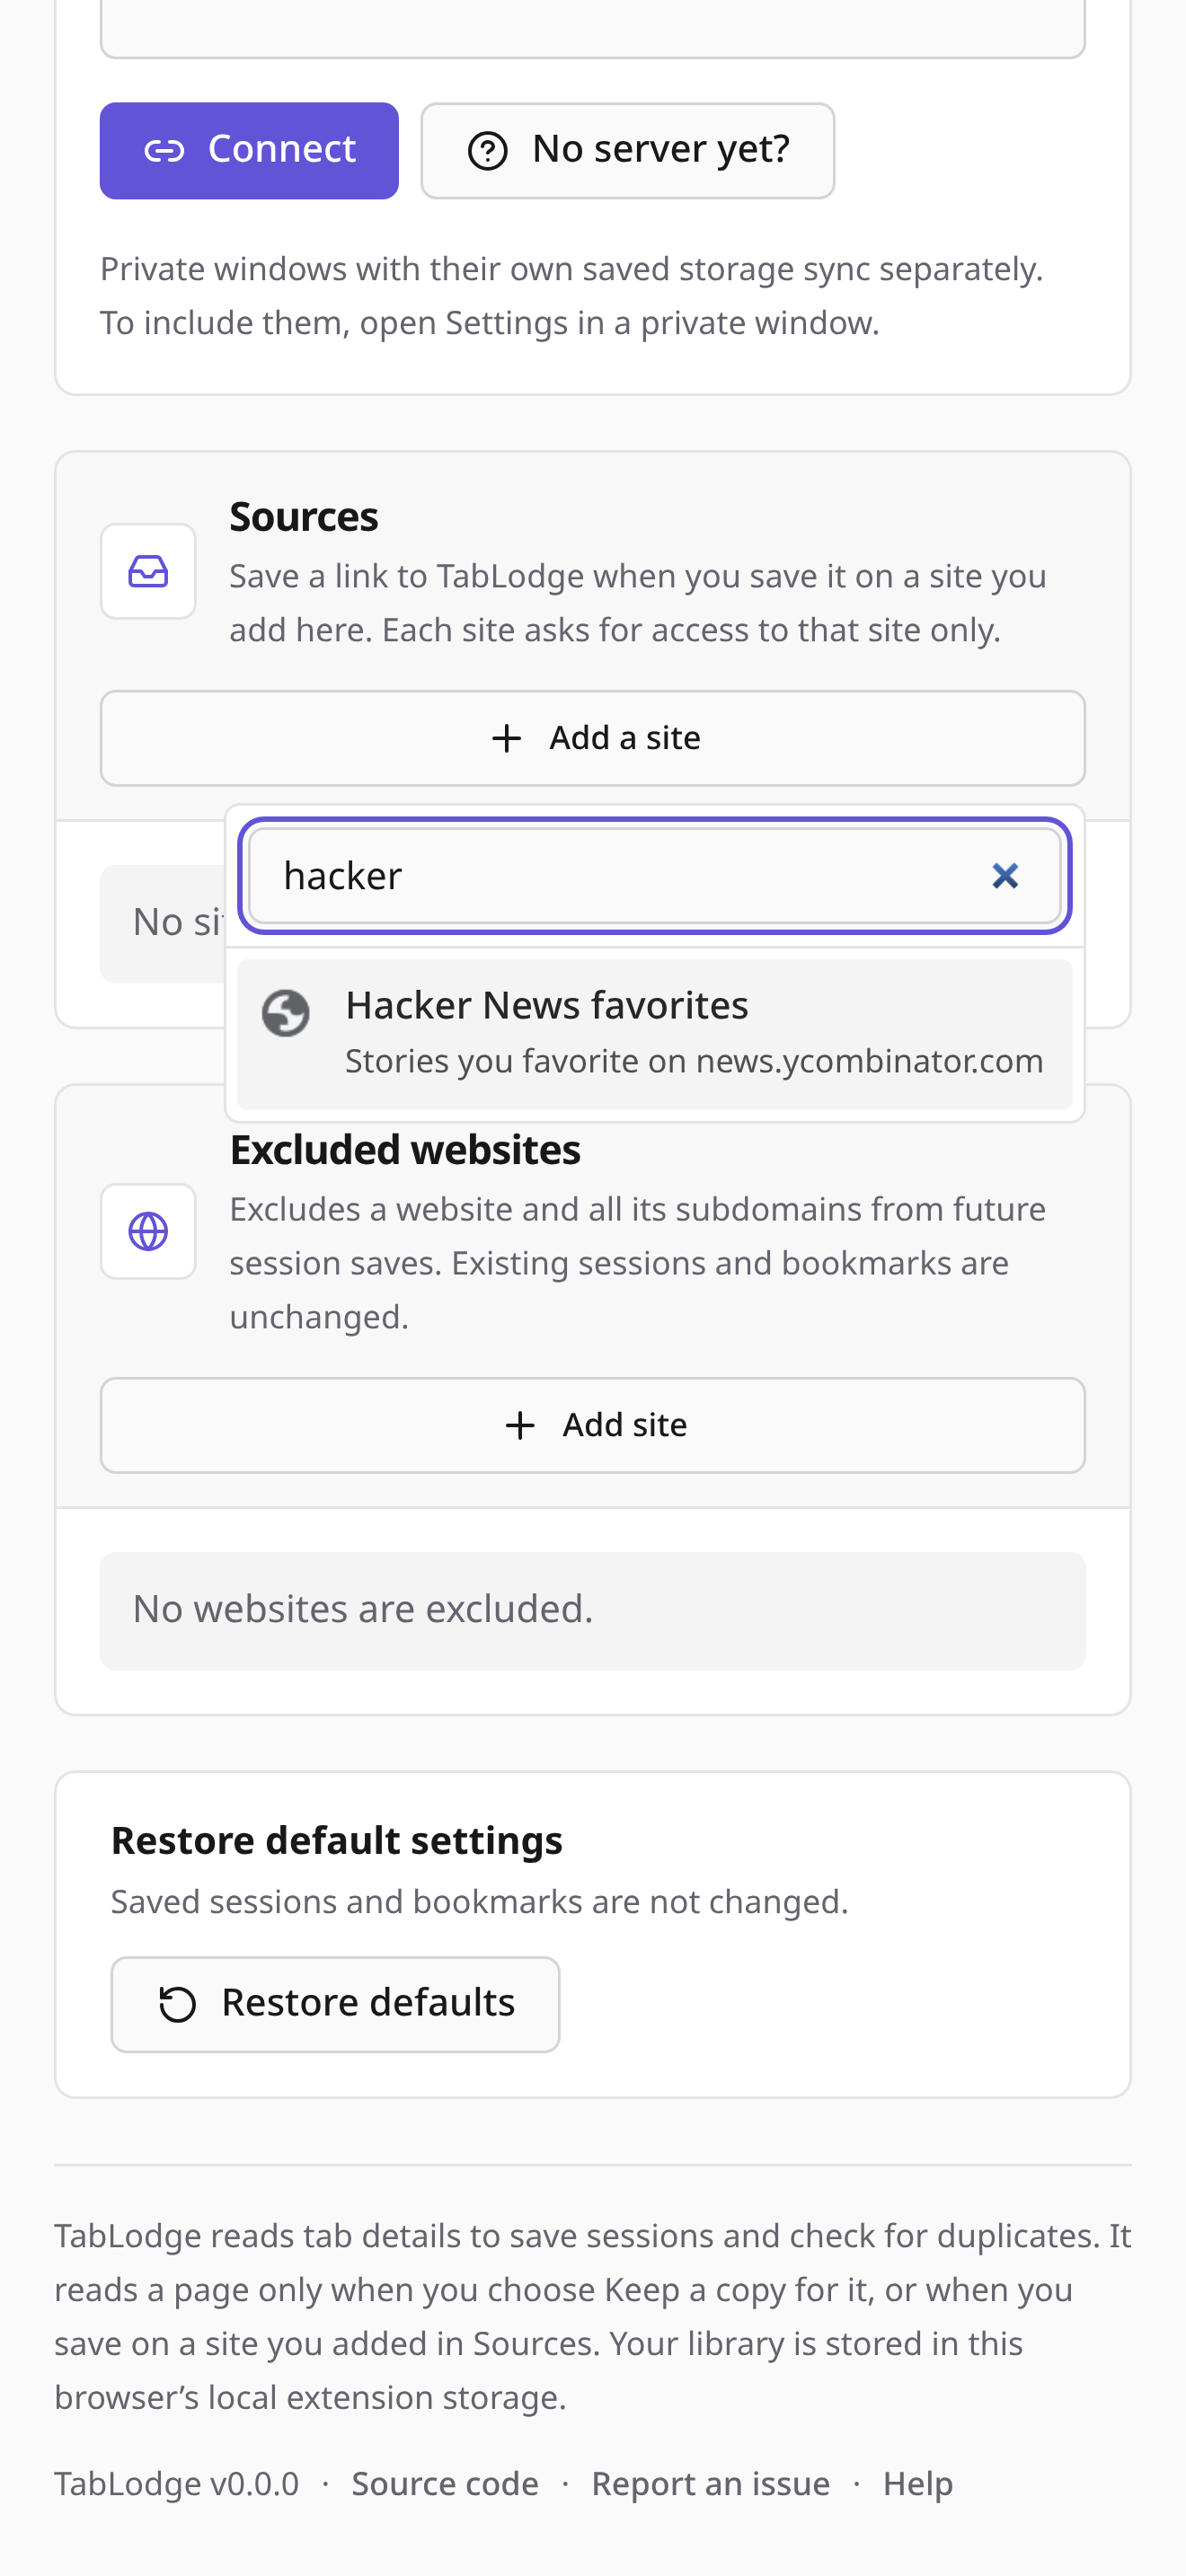 Connect
No server yet?
Private windows with their own saved storage sync separately.
To include them, open Settings in a private window.
Sources
Save a link to TabLodge when you save it on a site you
add here. Each site asks for access to that site only.
Add a site
hacker
No
Hacker News favorites
Stories you favorite on news.ycombinator.com
Excluded websites
Excludes a website and all its subdomains from future
session saves. Existing sessions and bookmarks are
unchanged.
Add site
No websites are excluded.
Restore default settings
Saved sessions and bookmarks are not changed.
Restore defaults
TabLodge reads tab details to save sessions and check for duplicates. It
reads a page only when you choose Keep a copy for it, or when you
save on a site you added in Sources. Your library is stored in this
browser’s local extension storage.
TabLodge v0.0.0 · Source code · Report an issue · Help